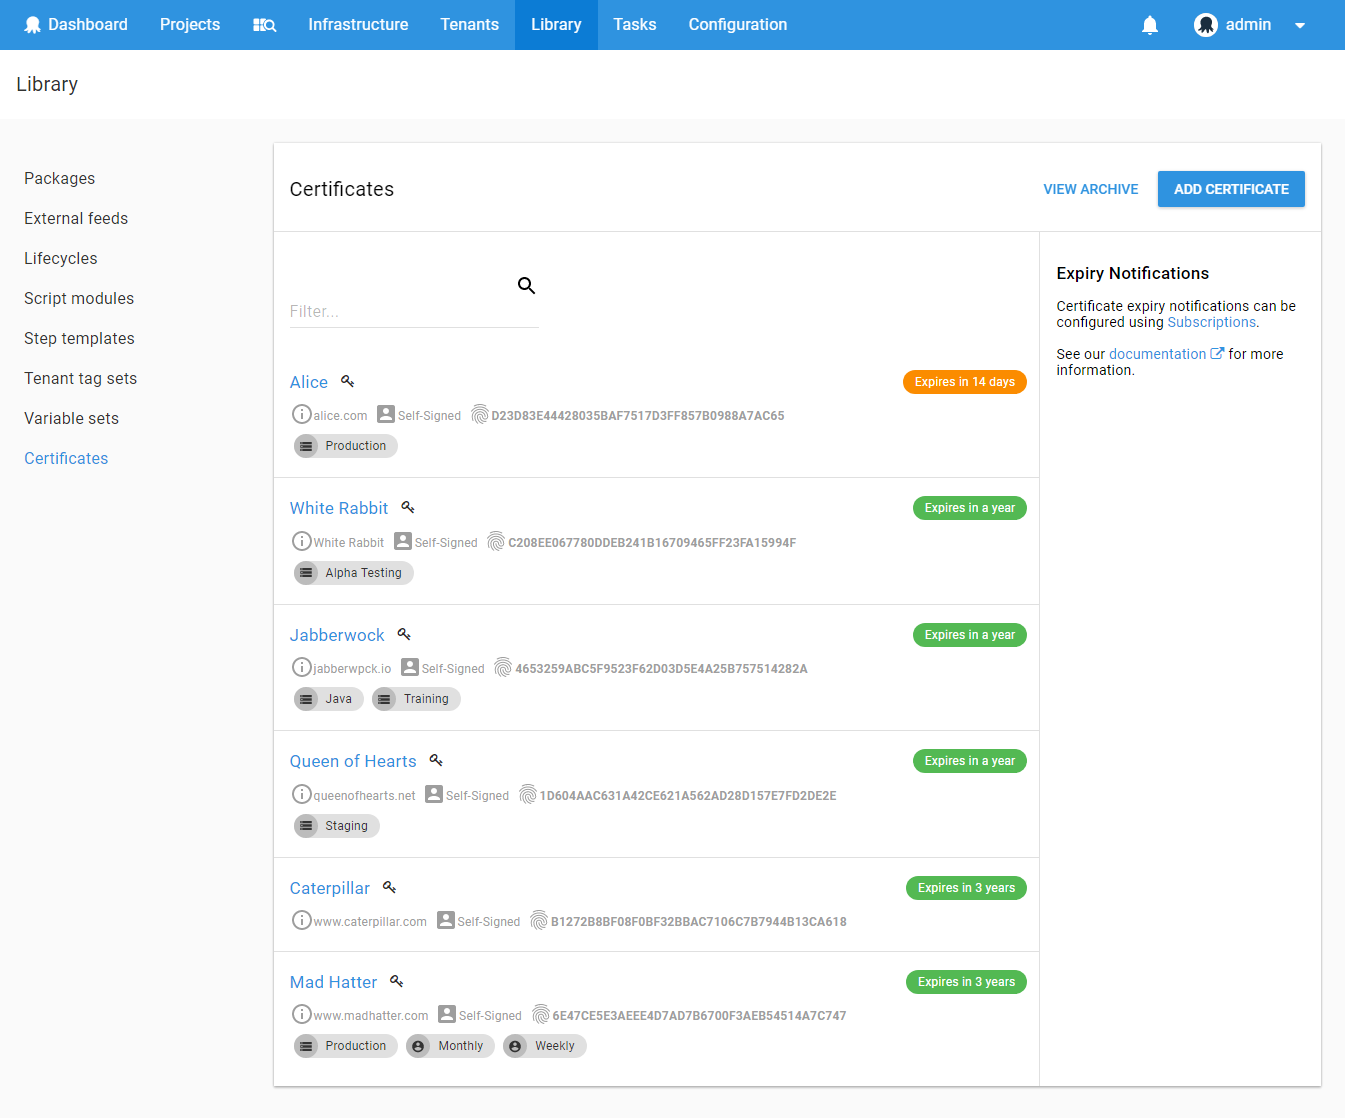 Dashboard Projects Infrastructure Tenants Library Tasks Configuration admin
Library
Packages
External feeds
Lifecycles
Script modules
Step templates
Tenant tag sets
Variable sets
Certificates
Certificates VIEW ARCHIVE ADD CERTIFICATE
Filter...
Alice Expires in 14 days
alice.com Self-Signed D23D83E44428035BAF7517D3FF857B0988A7AC65
Production
White Rabbit Expires in a year
White Rabbit Self-Signed C208EE067780DDEB241B16709465FF23FA15994F
Alpha Testing
Jabberwock Expires in a year
jabberwpck.io Self-Signed 4653259ABC5F9523F62D03D5E4A25B757514282A
Java Training
Queen of Hearts Expires in a year
queenofhearts.net Self-Signed 1D604AAC631A42CE621A562AD28D157E7FD2DE2E
Staging
Caterpillar Expires in 3 years
www.caterpillar.com Self-Signed B1272B8BF08F0BF32BBAC7106C7B7944B13CA618
Mad Hatter Expires in 3 years
www.madhatter.com Self-Signed 6E47CE5E3AEEE4D7AD7B6700F3AEB54514A7C747
Production Monthly Weekly
Expiry Notifications
Certificate expiry notifications can be
configured using Subscriptions.
See our documentation for more
information.